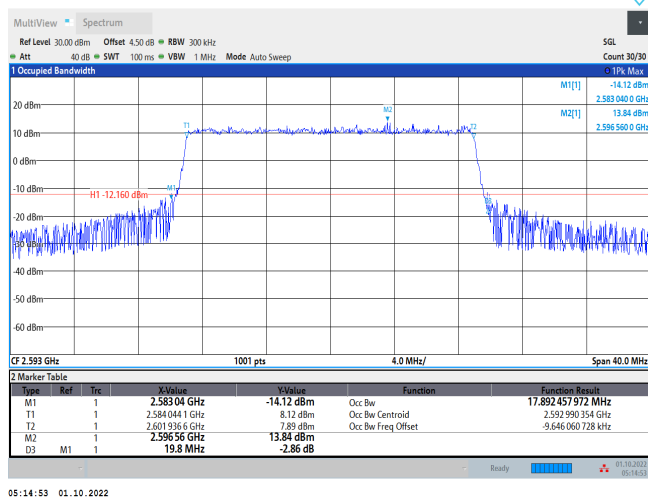 MultiView Spectrum
Ref Level 30.00 dBm Offset 4.50 dB RBW 300 kHz SGL
Att 40 dB SWT 100 ms VBW 1 MHz Mode Auto Sweep Count 30/30
1 Occupied Bandwidth 1Pk Max
M1[1] -14.12 dBm
2.583 040 0 GHz
M2[1] 13.84 dBm
2.596 560 0 GHz
20 dBm
M2
T1 T2
10 dBm
0 dBm
-10 dBm
M1
H1 -12.160 dBm
-20 dBm
-30 dBm
-40 dBm
-50 dBm
-60 dBm
CF 2.593 GHz 1001 pts 4.0 MHz/ Span 40.0 MHz
2 Marker Table
Type Ref Trc X-Value Y-Value Function Function Result
M1 1 2.583 04 GHz -14.12 dBm Occ Bw 17.892 457 972 MHz
T1 1 2.584 044 1 GHz 8.12 dBm Occ Bw Centroid 2.592 990 354 GHz
T2 1 2.601 936 6 GHz 7.89 dBm Occ Bw Freq Offset -9.646 060 728 kHz
M2 1 2.596 56 GHz 13.84 dBm
D3 M1 1 19.8 MHz -2.86 dB
Ready 01.10.2022
05:14:53
05:14:53 01.10.2022